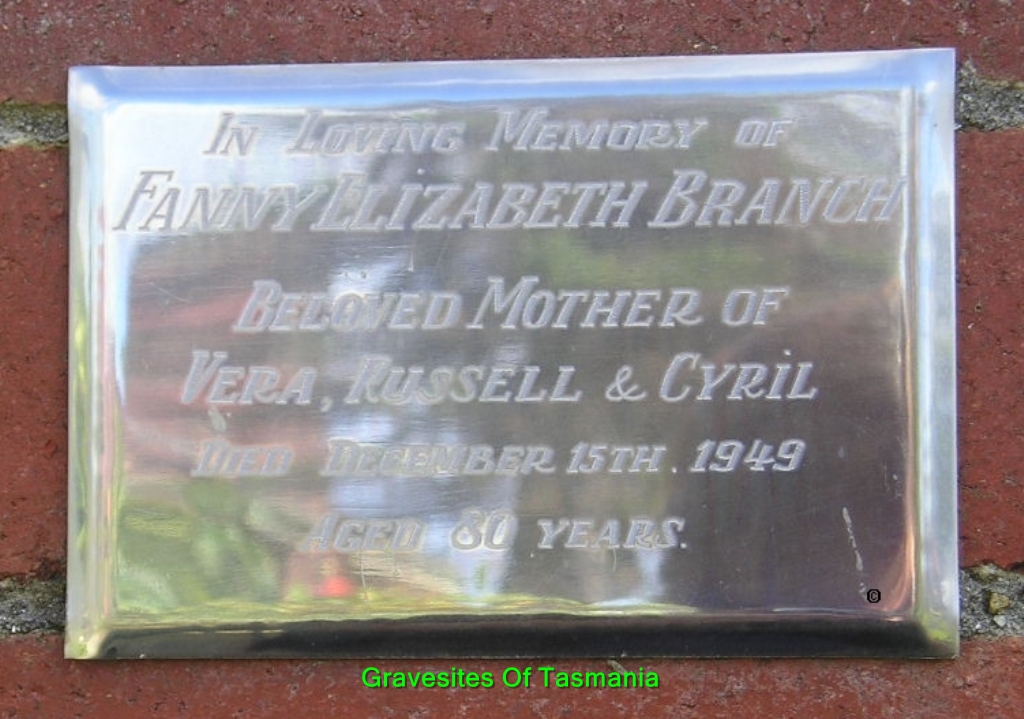 In Loving Memory of
Fanny Elizabeth Branch
Beloved Mother of
Vera, Russell & Cyril
Died December 15th. 1949
Aged 80 years.
©
Gravesites Of Tasmania